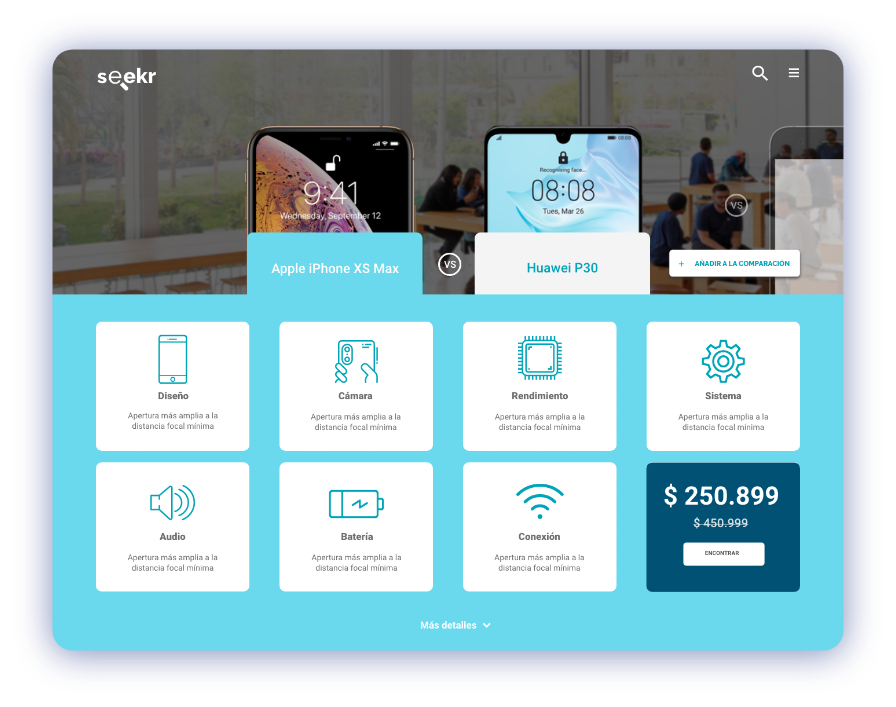 seekr
9:41
Wednesday, September 12
08:00
Recognising face...
08:08
Tues, Mar 26
VS
Apple iPhone XS Max
VS
Huawei P30
+ AÑADIR A LA COMPARACIÓN
Diseño
Apertura más amplia a la
distancia focal mínima
Cámara
Apertura más amplia a la
distancia focal mínima
Rendimiento
Apertura más amplia a la
distancia focal mínima
Sistema
Apertura más amplia a la
distancia focal mínima
Audio
Apertura más amplia a la
distancia focal mínima
Batería
Apertura más amplia a la
distancia focal mínima
Conexión
Apertura más amplia a la
distancia focal mínima
$ 250.899
$ 450.999
ENCONTRAR
Más detalles